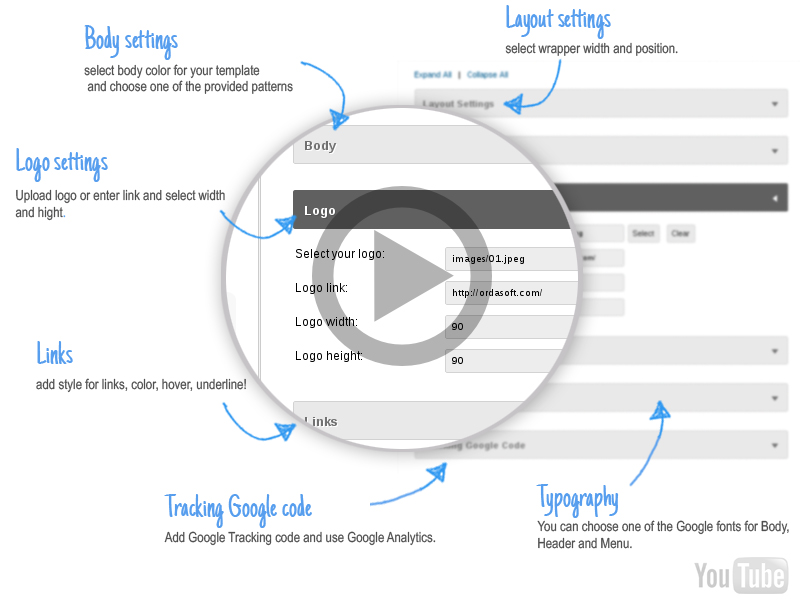 Layout settings
select wrapper width and position.
Body settings
select body color for your template
and choose one of the provided patterns
Expand All | Collapse All
Layout Settings
Body
Logo settings
Upload logo or enter link and select width
and hight.
Logo
Select your logo:
images/01.jpeg
Select
Clear
Logo link:
http://ordasoft.com/
Logo width:
90
Logo height:
90
Links
add style for links, color, hover, underline!
Links
Google Code
Tracking Google code
Add Google Tracking code and use Google Analytics.
Typography
You can choose one of the Google fonts for Body,
Header and Menu.
YouTube